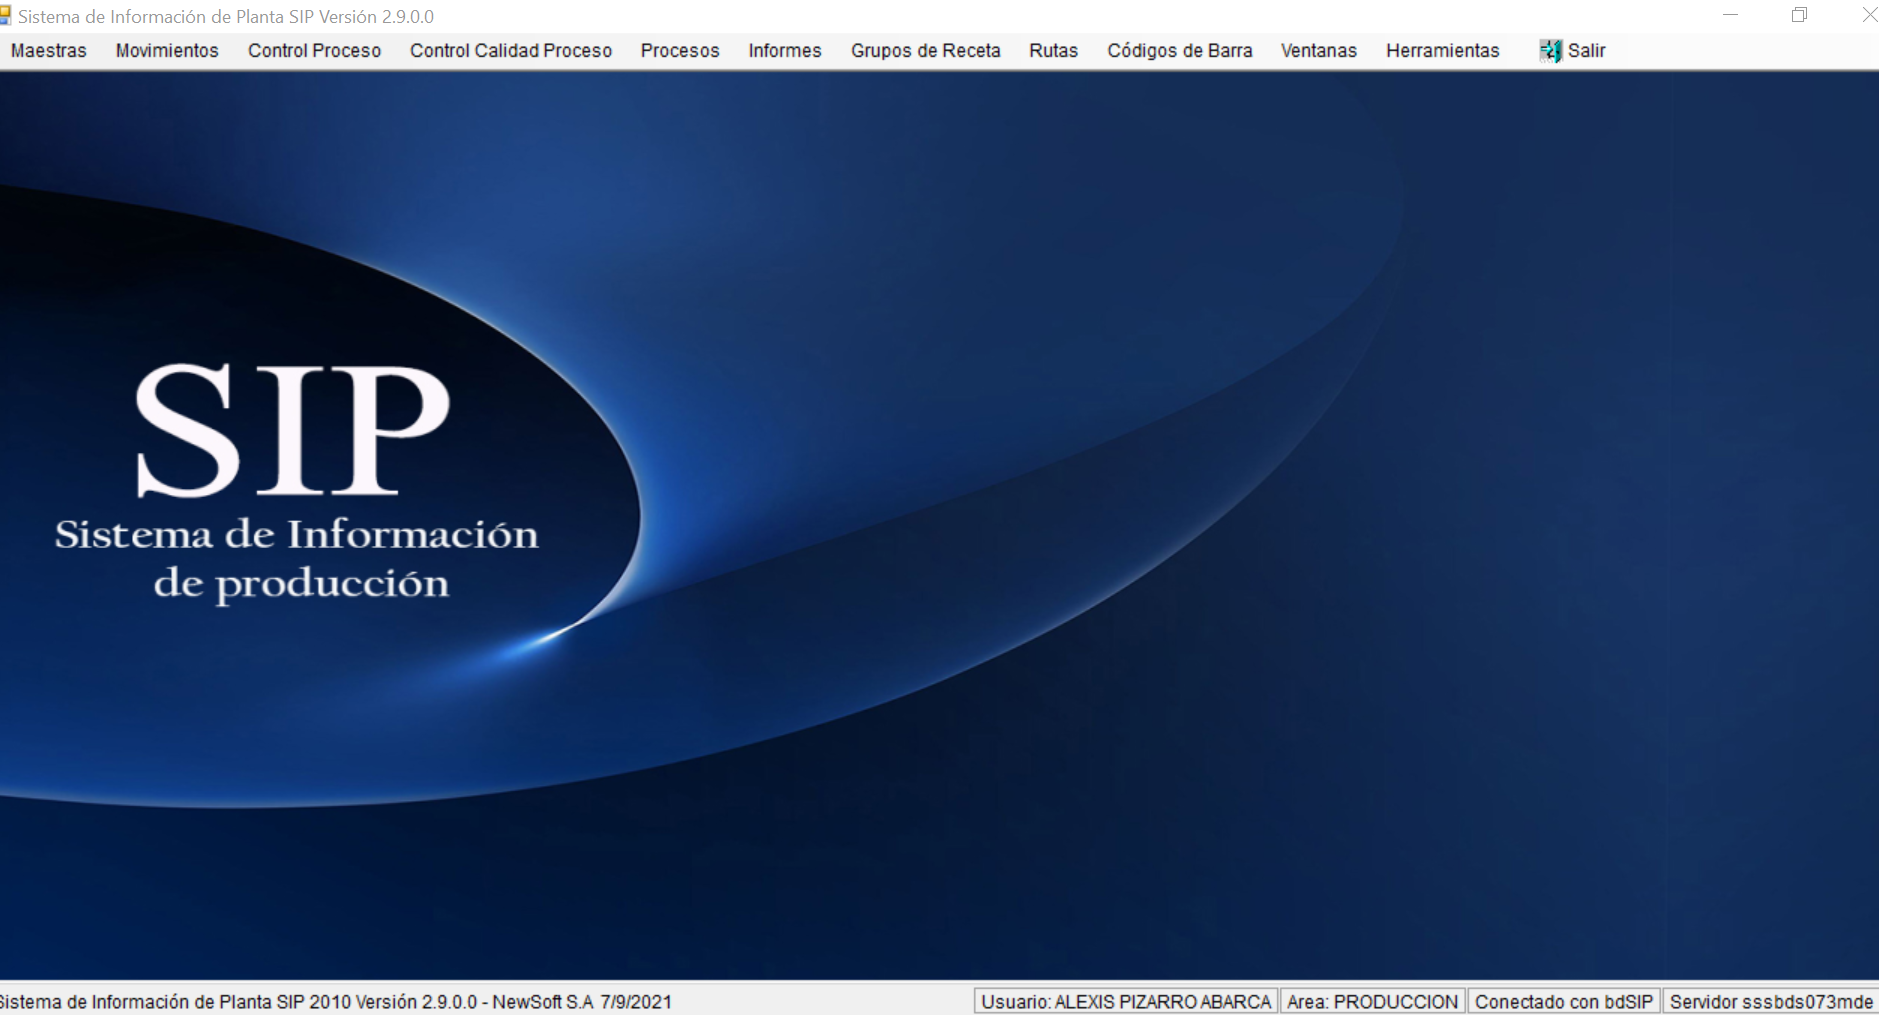 Sistema de Información de Planta SIP Versión 2.9.0.0
Maestras Movimientos Control Proceso Control Calidad Proceso Procesos Informes Grupos de Receta Rutas Códigos de Barra Ventanas Herramientas Salir
SIP
Sistema de Información
de producción
Sistema de Información de Planta SIP 2010 Versión 2.9.0.0 - NewSoft S.A 7/9/2021 Usuario: ALEXIS PIZARRO ABARCA Area: PRODUCCION Conectado con bdSIP Servidor sssbds073mde